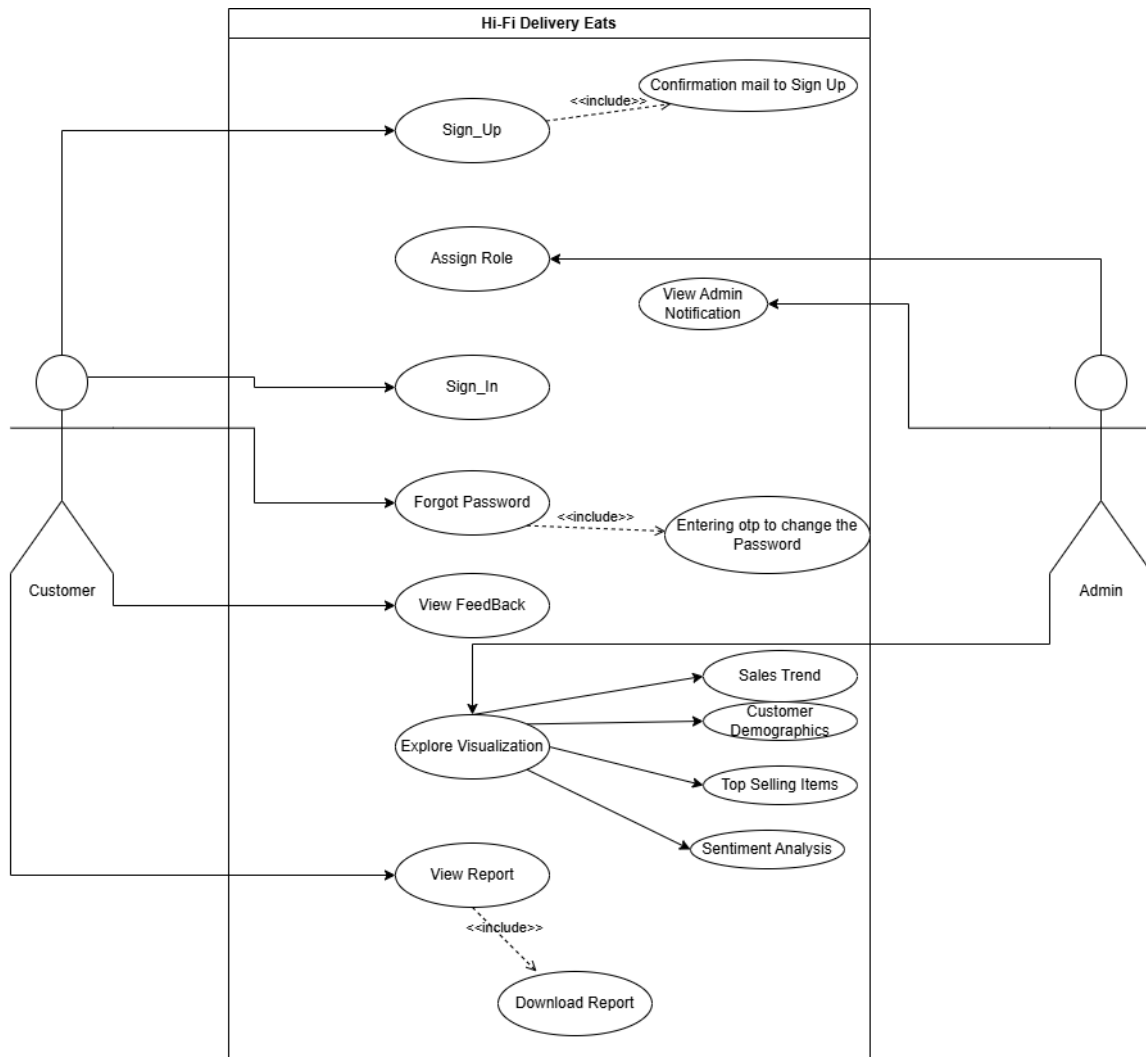 Hi-Fi Delivery Eats
Confirmation mail to Sign Up
<<include>>
Sign_Up
Assign Role
View Admin
Notification
Sign_In
Forgot Password
<<include>>
Entering otp to change the
Password
Customer
View FeedBack
Admin
Sales Trend
Customer
Demographics
Explore Visualization
Top Selling Items
Sentiment Analysis
View Report
<<include>>
Download Report